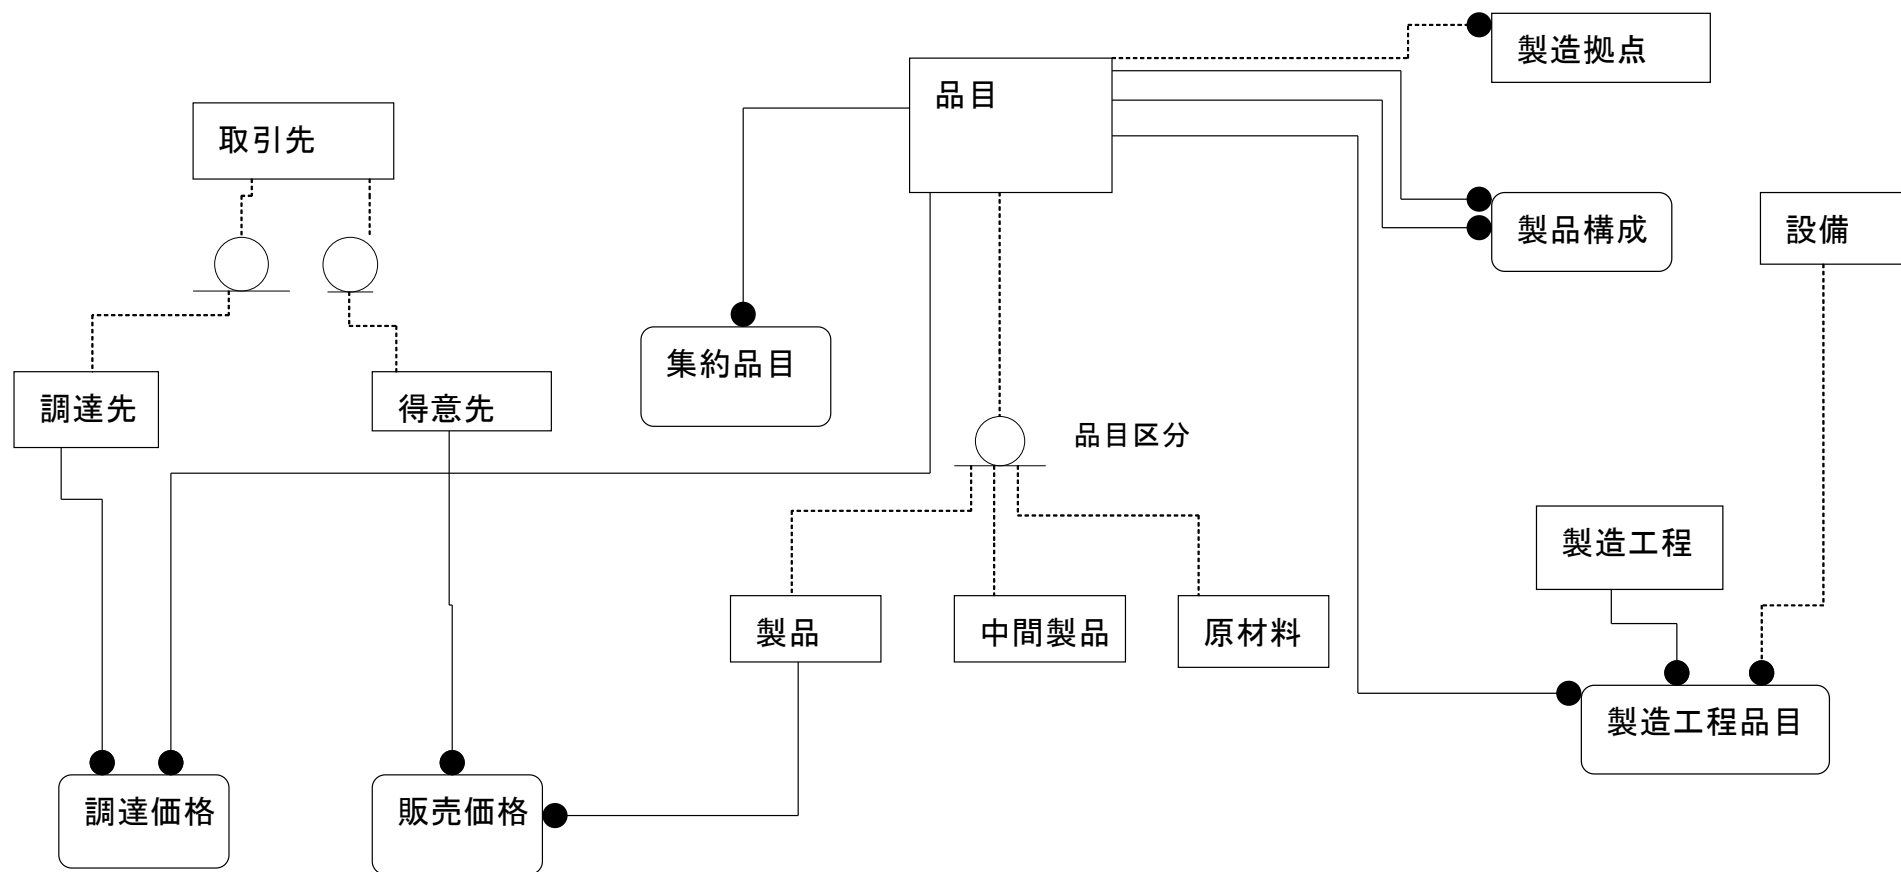 製造拠点
品目
取引先
製品構成
設備
集約品目
調達先
得意先
品目区分
製造工程
製品
中間製品
原材料
製造工程品目
調達価格
販売価格